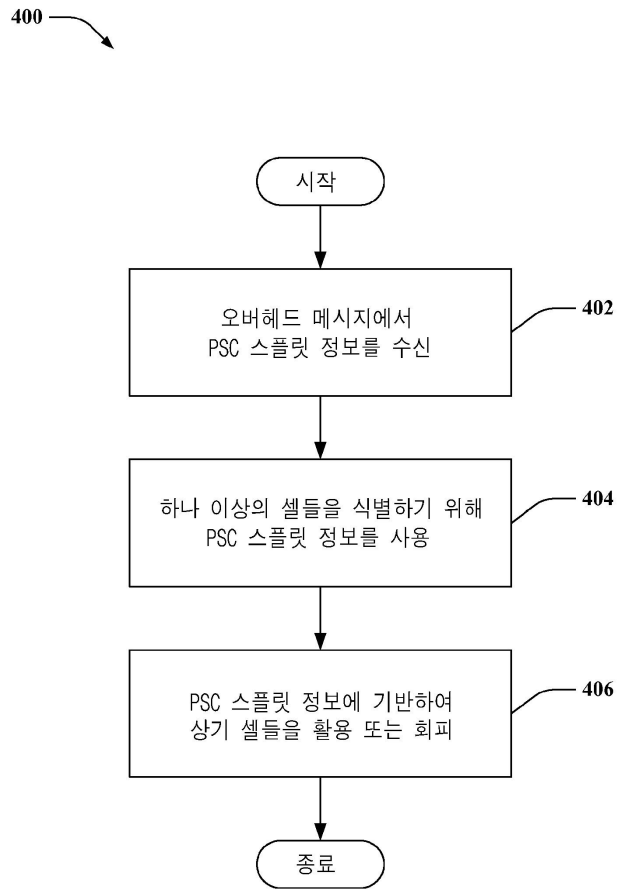 400
시작
오버헤드 메시지에서
PSC 스플릿 정보를 수신
402
하나 이상의 셀들을 식별하기 위해
PSC 스플릿 정보를 사용
404
PSC 스플릿 정보에 기반하여
상기 셀들을 활용 또는 회피
406
종료